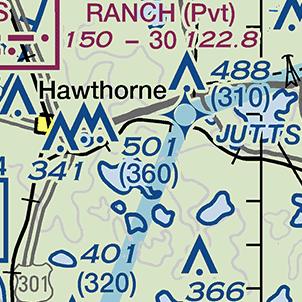 S
RANCH (Pvt)
150 - 30 122.8
488
(310)
Hawthorne
JUTTS
341
501
(360)
401
(320)
301
366